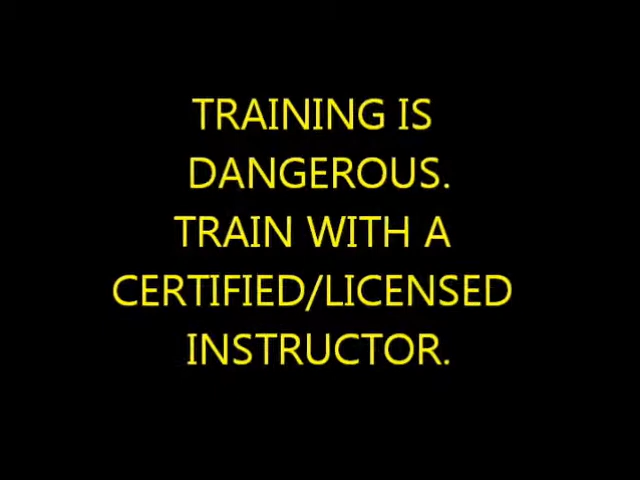 TRAINING IS
DANGEROUS.
TRAIN WITH A
CERTIFIED/LICENSED
INSTRUCTOR.